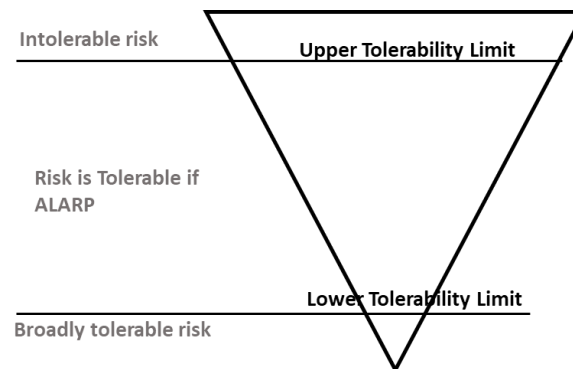 Intolerable risk
Upper Tolerability Limit
Risk is Tolerable if
ALARP
Lower Tolerability Limit
Broadly tolerable risk